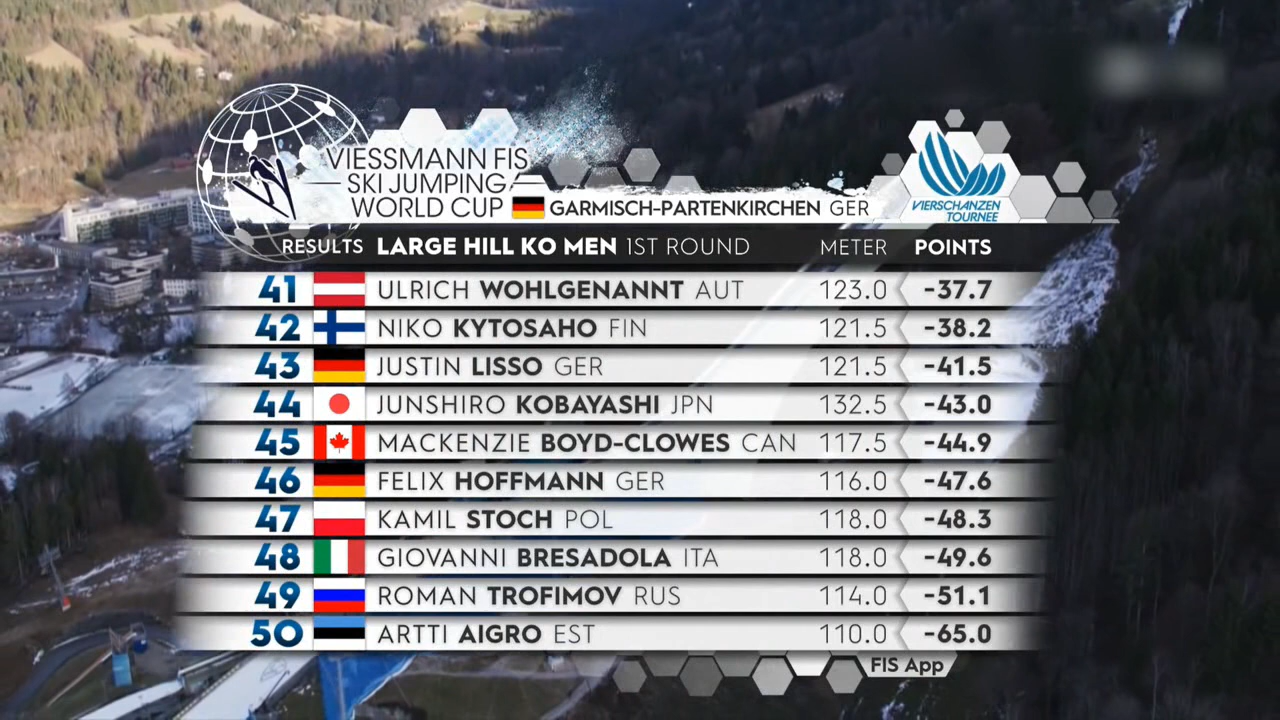 VIESSMANN FIS
SKI JUMPING
WORLD CUP GARMISCH-PARTENKIRCHEN GER
VIERSCHANZEN
TOURNEE
RESULTS LARGE HILL KO MEN 1ST ROUND METER POINTS
41 ULRICH WOHLGENANNT AUT 123.0 -37.7
42 NIKO KYTOSAHO FIN 121.5 -38.2
43 JUSTIN LISSO GER 121.5 -41.5
44 JUNSHIRO KOBAYASHI JPN 132.5 -43.0
45 MACKENZIE BOYD-CLOWES CAN 117.5 -44.9
46 FELIX HOFFMANN GER 116.0 -47.6
47 KAMIL STOCH POL 118.0 -48.3
48 GIOVANNI BRESADOLA ITA 118.0 -49.6
49 ROMAN TROFIMOV RUS 114.0 -51.1
50 ARTTI AIGRO EST 110.0 -65.0
FIS App